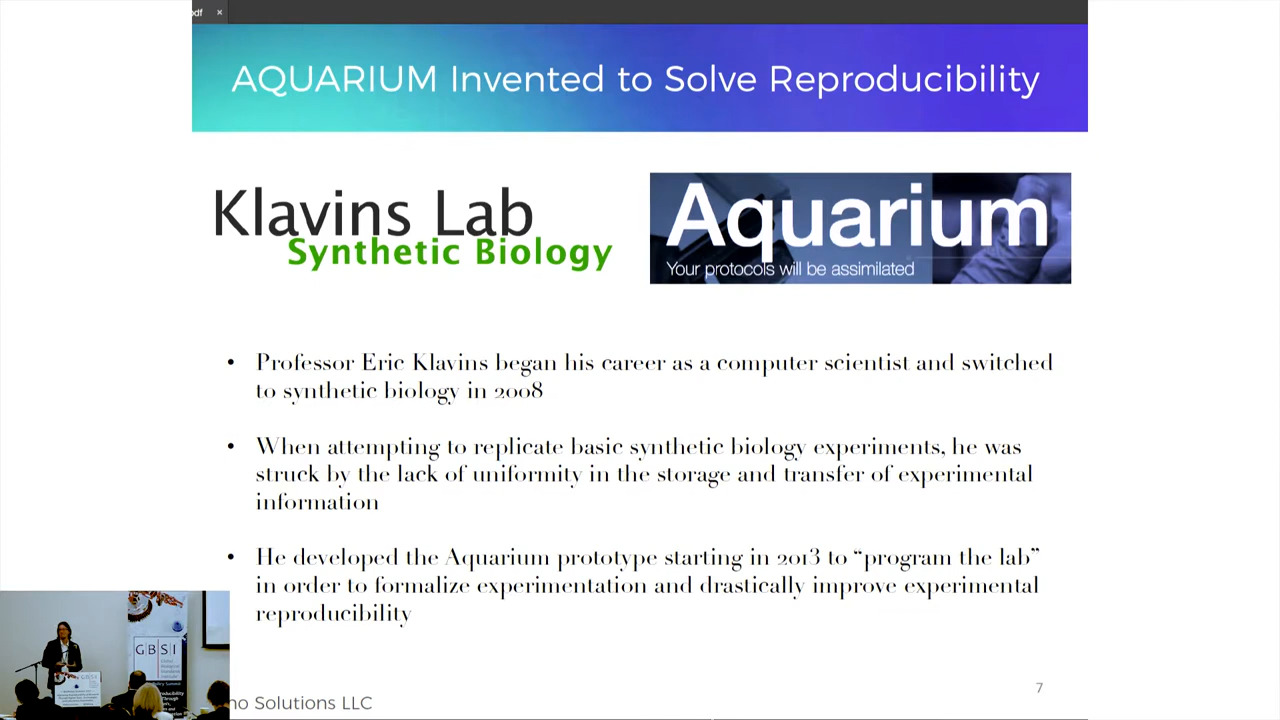 df ×
AQUARIUM Invented to Solve Reproducibility
Klavins Lab
Synthetic Biology
Aquarium
Your protocols will be assimilated
• Professor Eric Klavins began his career as a computer scientist and switched
to synthetic biology in 2008
• When attempting to replicate basic synthetic biology experiments, he was
struck by the lack of uniformity in the storage and transfer of experimental
information
• He developed the Aquarium prototype starting in 2013 to “program the lab”
in order to formalize experimentation and drastically improve experimental
reproducibility
GBSI
no Solutions LLC
7